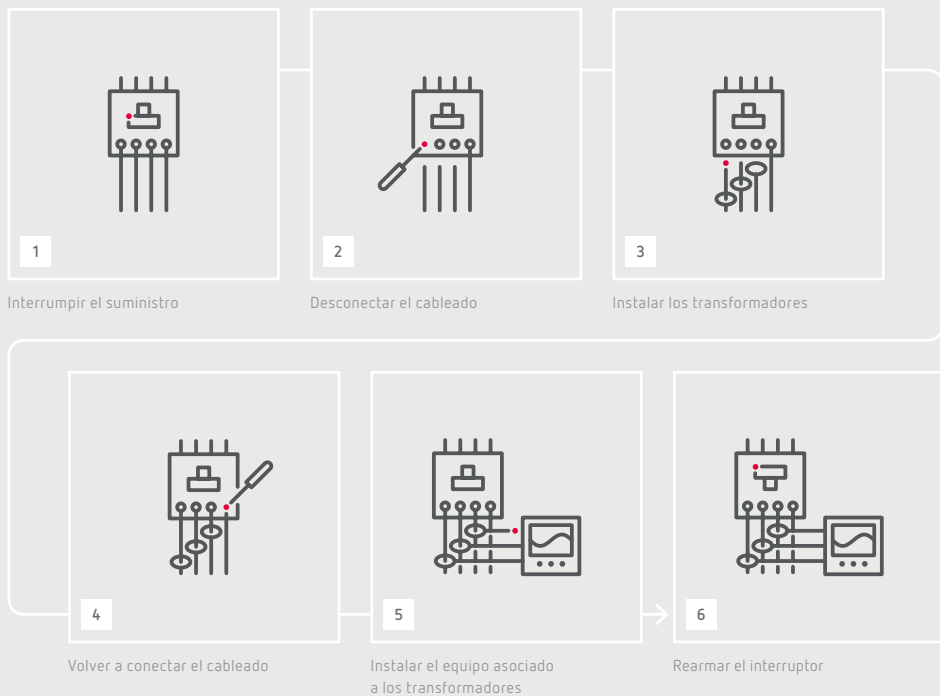 1
Interrumpir el suministro
2
Desconectar el cableado
3
Instalar los transformadores
4
Volver a conectar el cableado
5
Instalar el equipo asociado
a los transformadores
6
Rearmar el interruptor